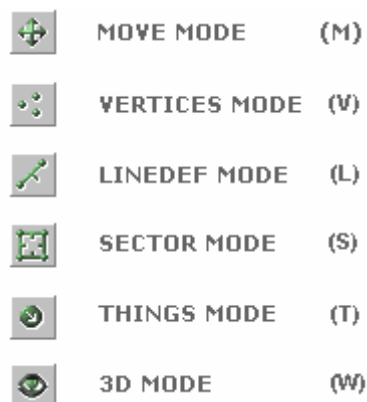 MOVE MODE (M)
VERTICES MODE (V)
LINEDEF MODE (L)
SECTOR MODE (S)
THINGS MODE (T)
3D MODE (W)